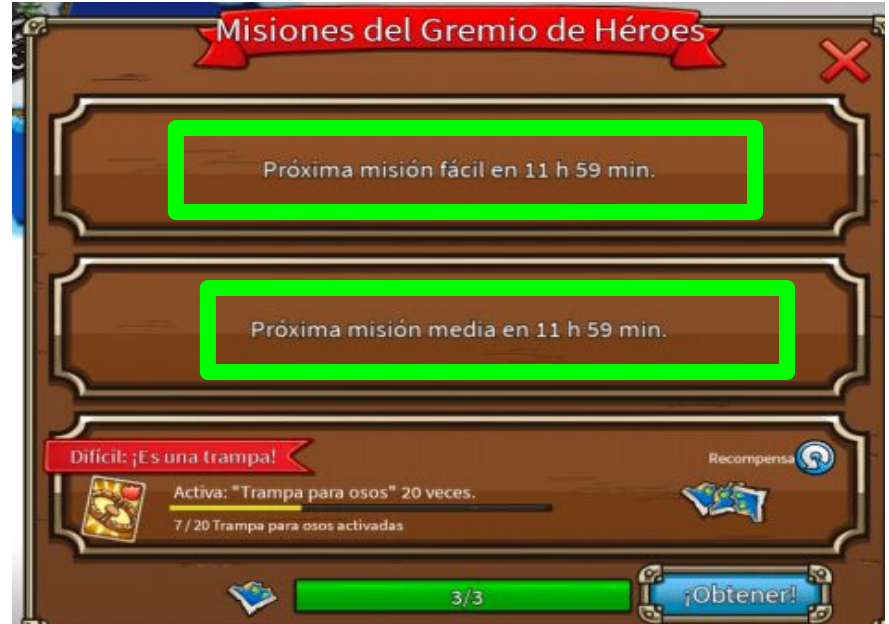 Misiones del Gremio de Héroes
Próxima misión fácil en 11 h 59 min.
Próxima misión media en 11 h 59 min.
Difícil: ¡Es una trampa!
Recompensa
Activa: "Trampa para osos" 20 veces.
7/20 Trampa para osos activadas
3/3
¡Obtener!